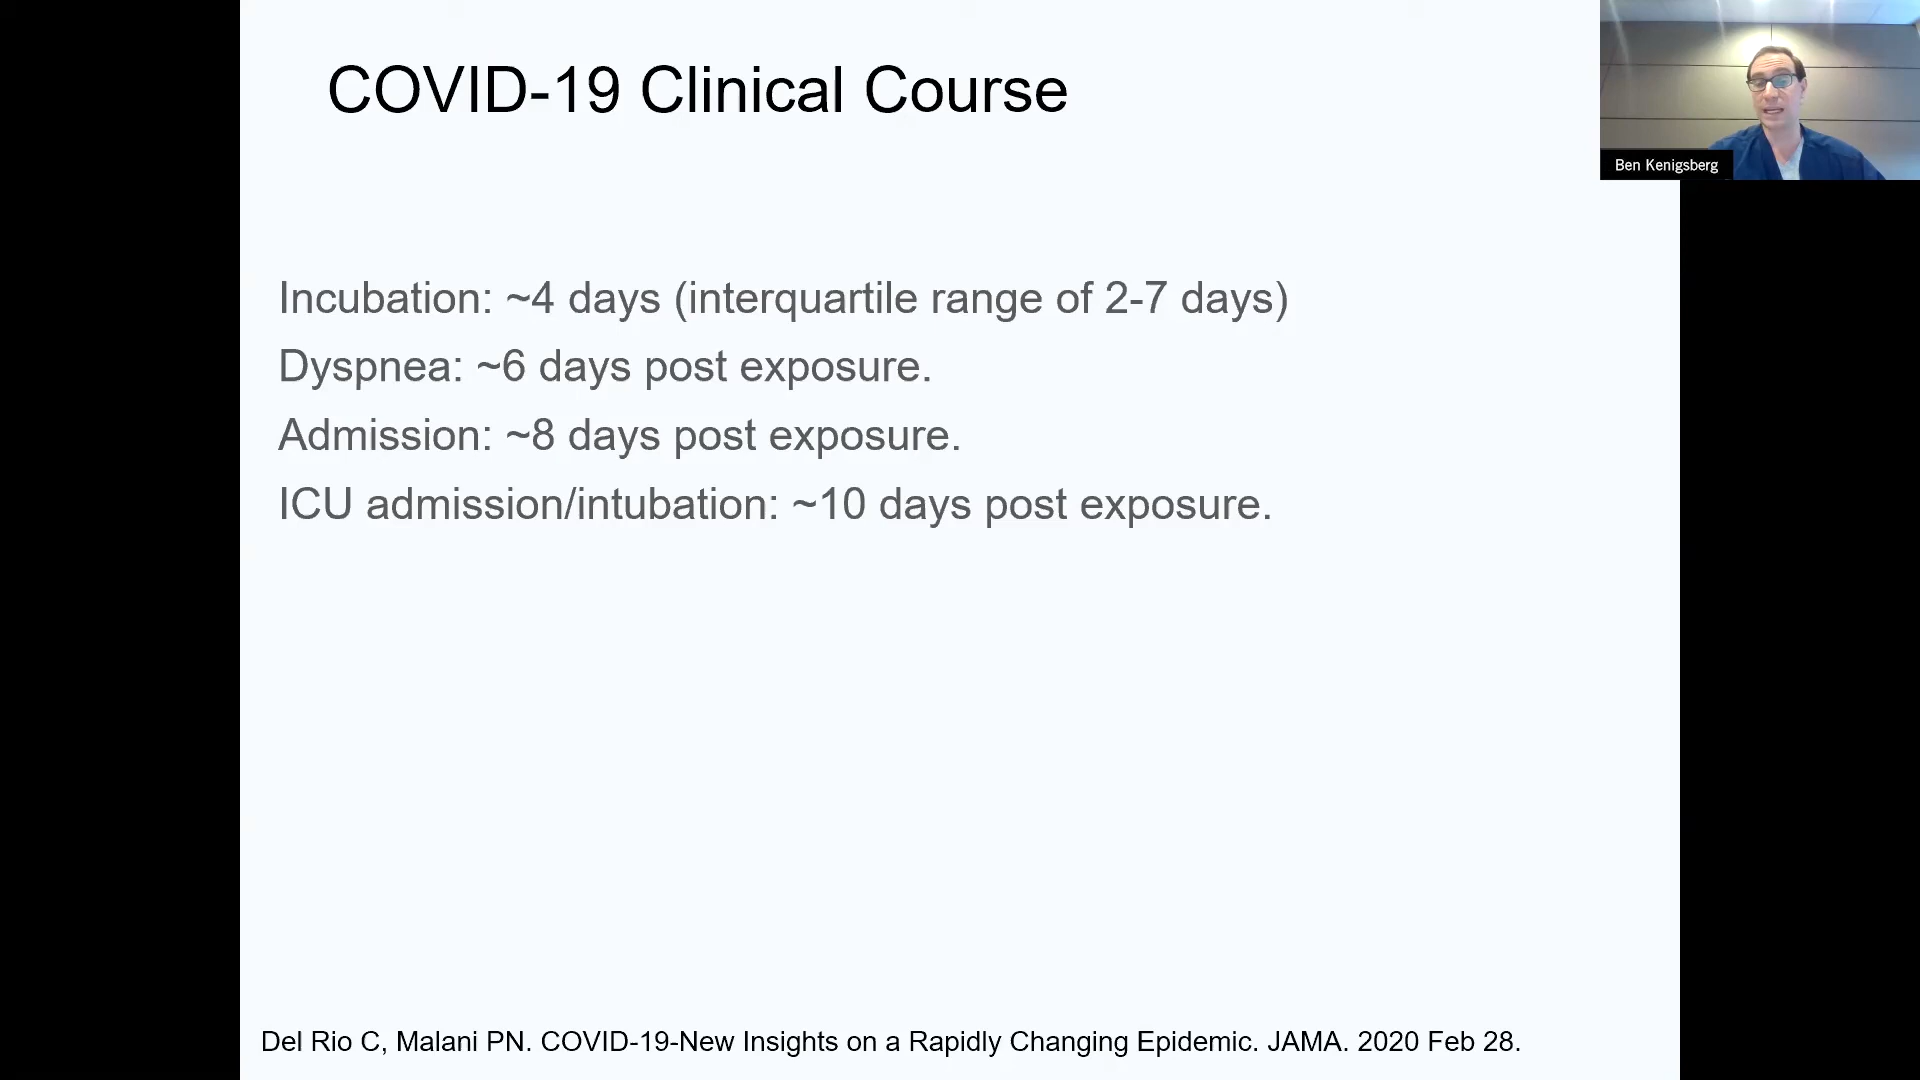 COVID-19 Clinical Course
Ben Kenigsberg
Incubation: ~4 days (interquartile range of 2-7 days)
Dyspnea: ~6 days post exposure.
Admission: ~8 days post exposure.
ICU admission/intubation: ~10 days post exposure.
Del Rio C, Malani PN. COVID-19-New Insights on a Rapidly Changing Epidemic. JAMA. 2020 Feb 28.